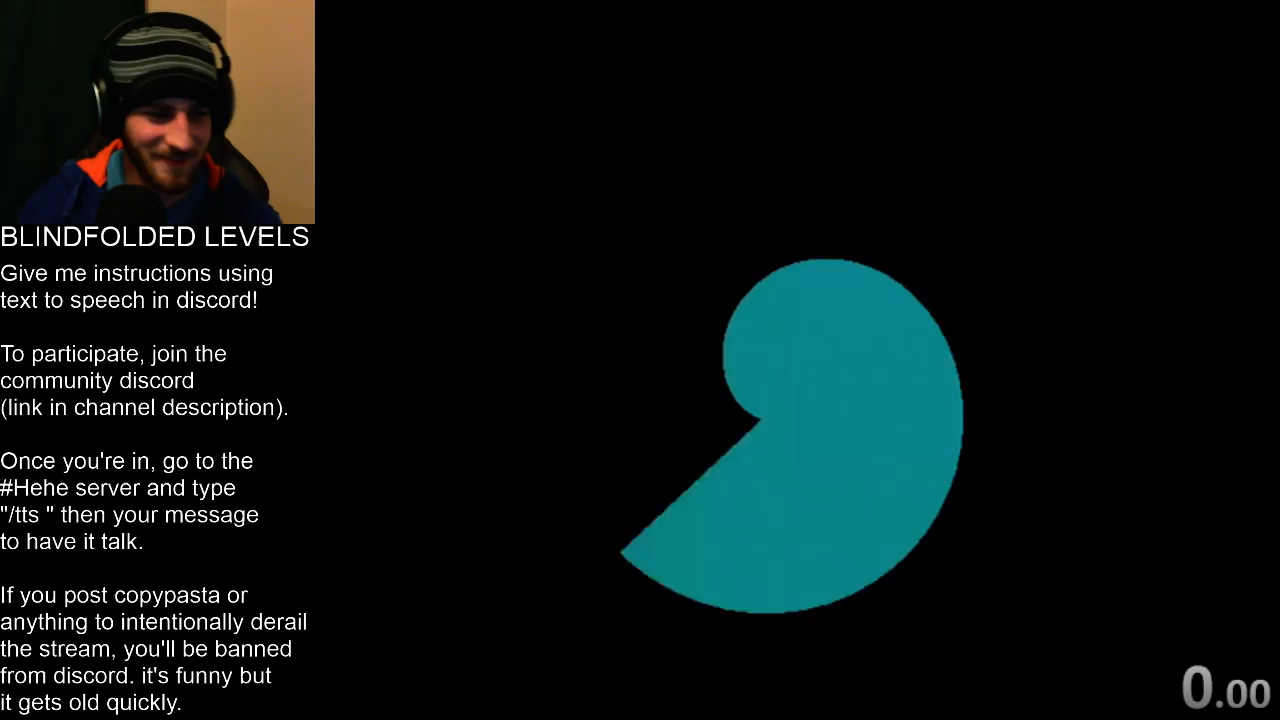 BLINDFOLDED LEVELS
Give me instructions using
text to speech in discord!
To participate, join the
community discord
(link in channel description).
Once you're in, go to the
#Hehe server and type
"/tts " then your message
to have it talk.
If you post copypasta or
anything to intentionally derail
the stream, you'll be banned
from discord. it's funny but
it gets old quickly.
0.00